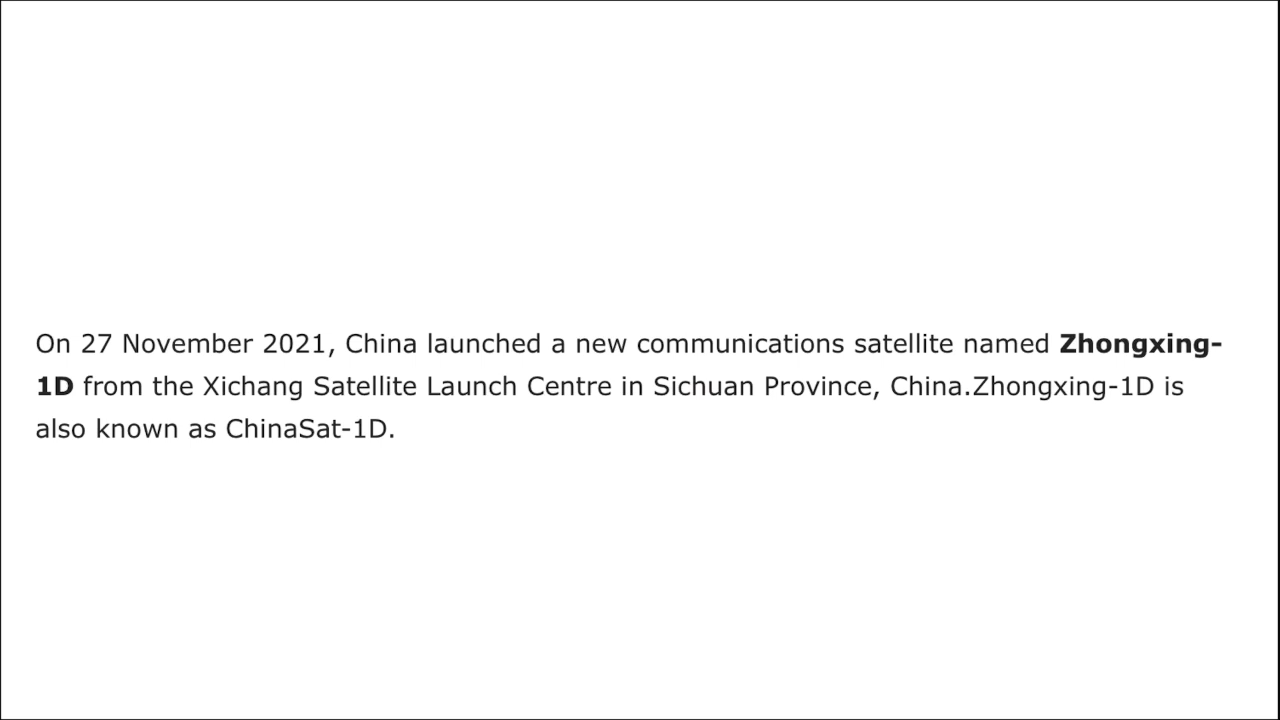 On 27 November 2021, China launched a new communications satellite named Zhongxing-
1D from the Xichang Satellite Launch Centre in Sichuan Province, China.Zhongxing-1D is
also known as ChinaSat-1D.